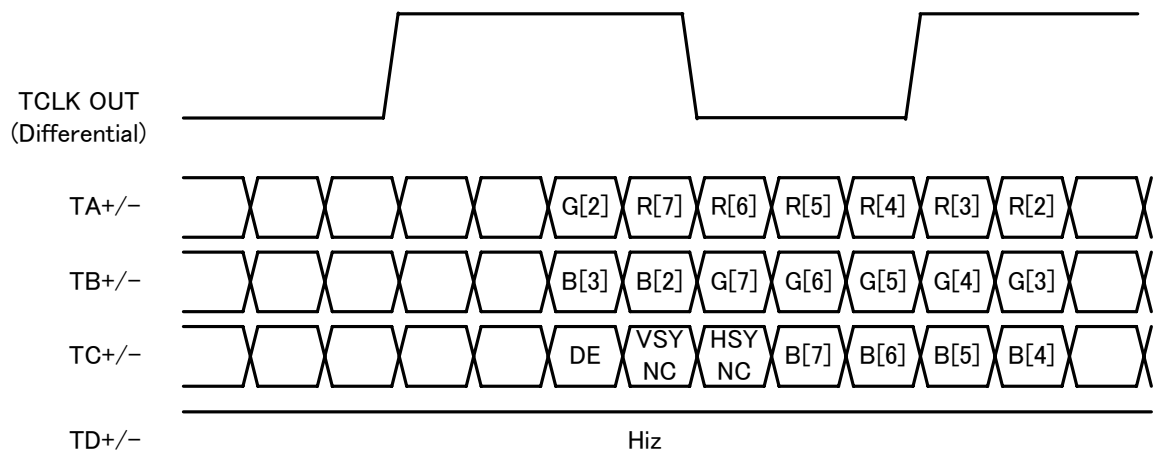 TCLK OUT
(Differential)
TA+/- G[2] R[7] R[6] R[5] R[4] R[3] R[2]
TB+/- B[3] B[2] G[7] G[6] G[5] G[4] G[3]
TC+/- DE VSY NC HSY NC B[7] B[6] B[5] B[4]
TD+/- Hiz